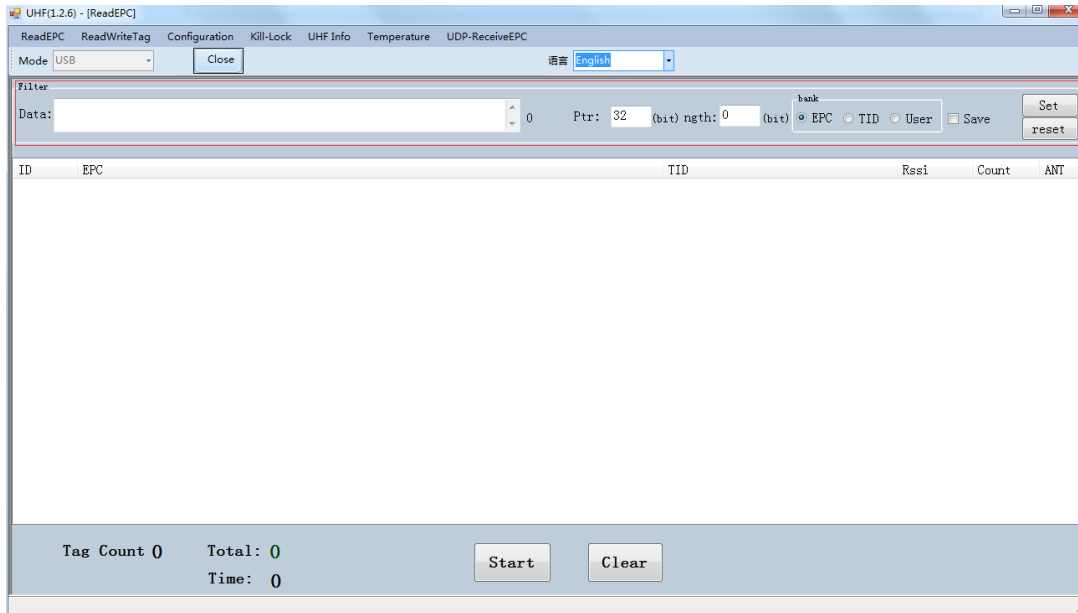 UHF(1.2.6) - [ReadEPC]
ReadEPC ReadWriteTag Configuration Kill-Lock UHF Info Temperature UDP-ReceiveEPC
Mode USB Close 语言 English
Filter
Data: 0 Ptr: 32 (bit) ngth: 0 (bit) bank EPC TID User Save Set
reset
ID EPC TID Rssi Count ANT
Tag Count 0 Total: 0 Start Clear
Time: 0